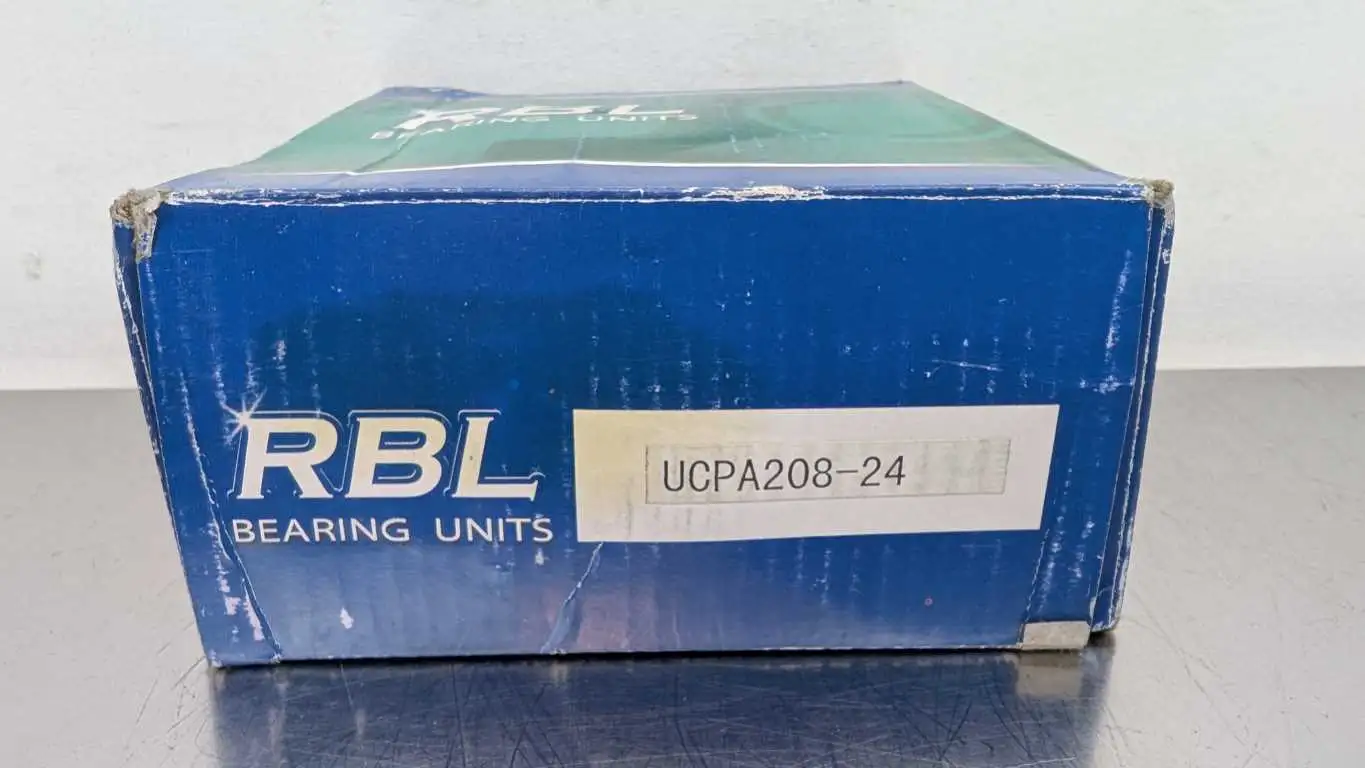 RBL
BEARING UNITS
RBL
BEARING UNITS
UCPA208-24